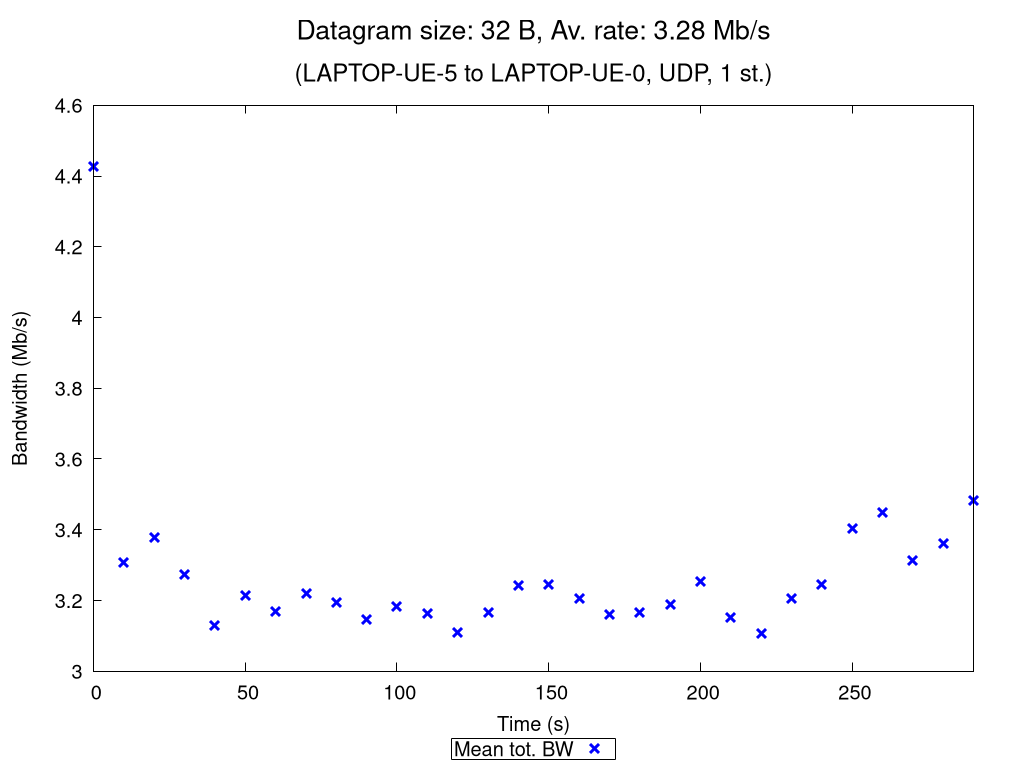 Datagram size: 32 B, Av. rate: 3.28 Mb/s
(LAPTOP-UE-5 to LAPTOP-UE-0, UDP, 1 st.)
4.6
4.4
4.2
4
3.8
3.6
3.4
3.2
3
Bandwidth (Mb/s)
0 50 100 150 200 250
Time (s)
Mean tot. BW